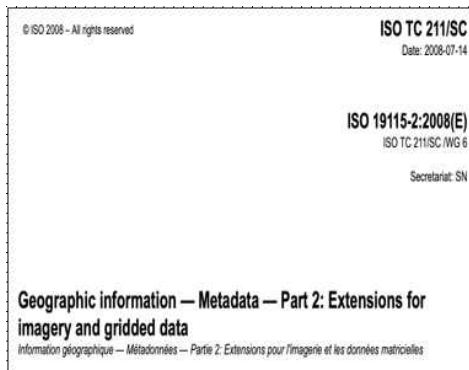 © ISO 2008 – All rights reserved
ISO TC 211/SC
Date: 2008-07-14
ISO 19115-2:2008(E)
ISO TC 211/SC /WG 6
Secretariat: SN
Geographic information — Metadata — Part 2: Extensions for
imagery and gridded data
Information géographique — Métadonnées — Partie 2: Extensions pour l'imagerie et les données matricielles